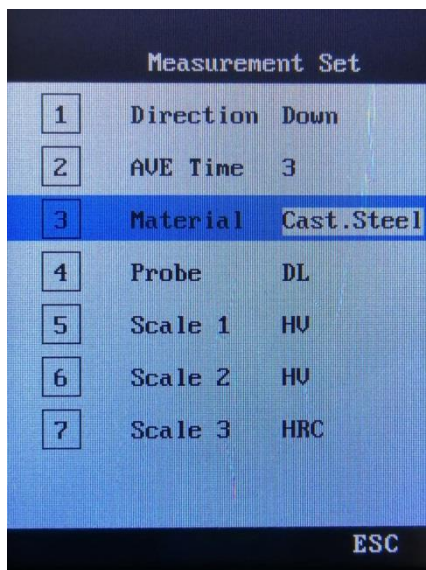 Measurement Set
1 Direction Down
2 AVE Time 3
3 Material Cast.Steel
4 Probe DL
5 Scale 1 HV
6 Scale 2 HV
7 Scale 3 HRC
ESC